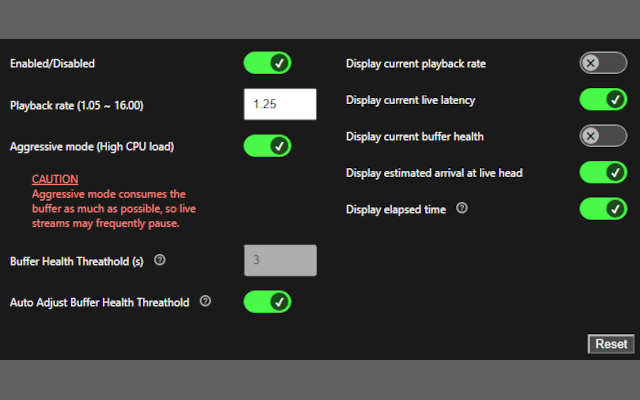 Enabled/Disabled
Playback rate (1.05 ~ 16.00)
1.25
Aggressive mode (High CPU load)
CAUTION
Aggressive mode consumes the
buffer as much as possible, so live
streams may frequently pause.
Buffer Health Threathold (s) ?
3
Auto Adjust Buffer Health Threathold ?
Display current playback rate
Display current live latency
Display current buffer health
Display estimated arrival at live head
Display elapsed time ?
Reset